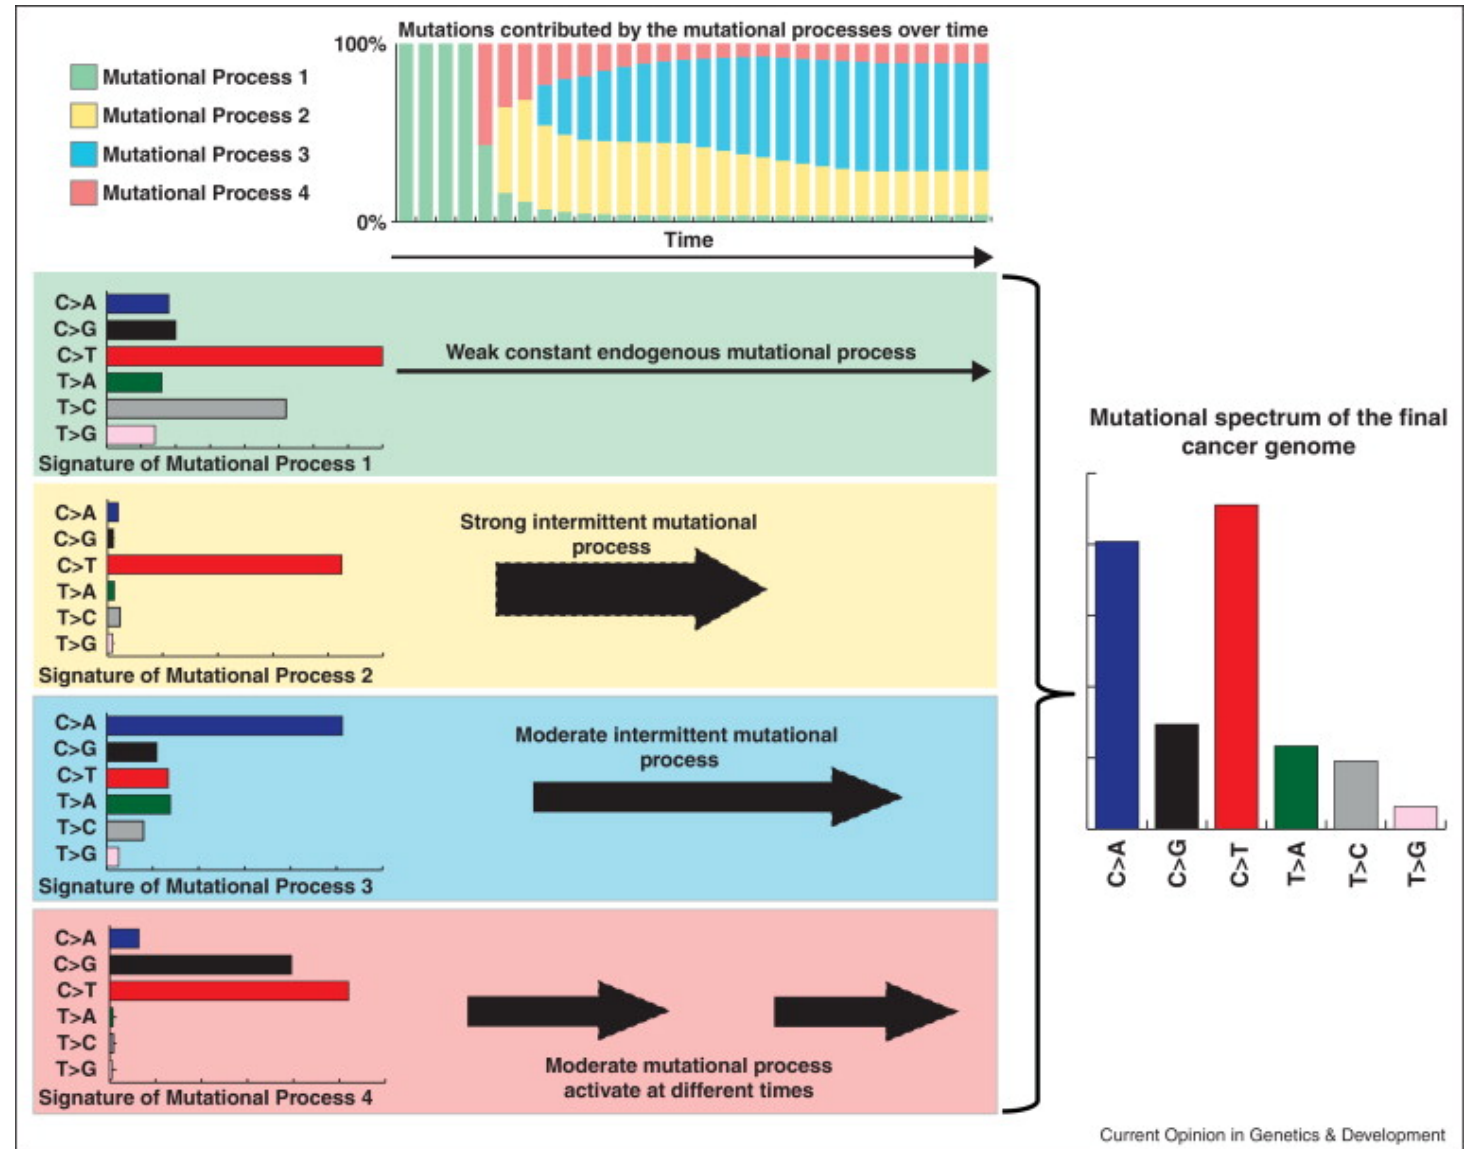 Mutations contributed by the mutational processes over time
100%
0%
Time
Mutational Process 1
Mutational Process 2
Mutational Process 3
Mutational Process 4
C>A
C>G
C>T
T>A
T>C
T>G
Signature of Mutational Process 1
Weak constant endogenous mutational process
C>A
C>G
C>T
T>A
T>C
T>G
Signature of Mutational Process 2
Strong intermittent mutational
process
C>A
C>G
C>T
T>A
T>C
T>G
Signature of Mutational Process 3
Moderate intermittent mutational
process
C>A
C>G
C>T
T>A
T>C
T>G
Signature of Mutational Process 4
Moderate mutational process
activate at different times
Mutational spectrum of the final
cancer genome
C>A
C>G
C>T
T>A
T>C
T>G
Current Opinion in Genetics & Development